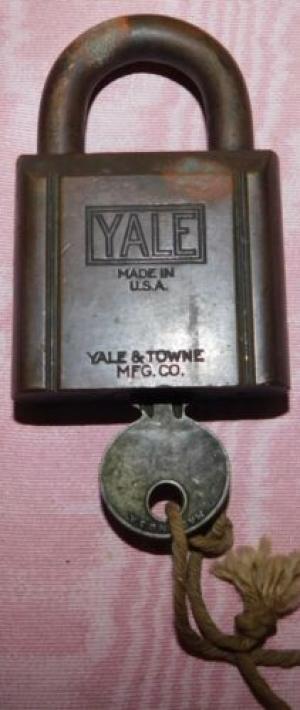 YALE
MADE IN
U.S.A.
YALE & TOWNE
MFG. CO.